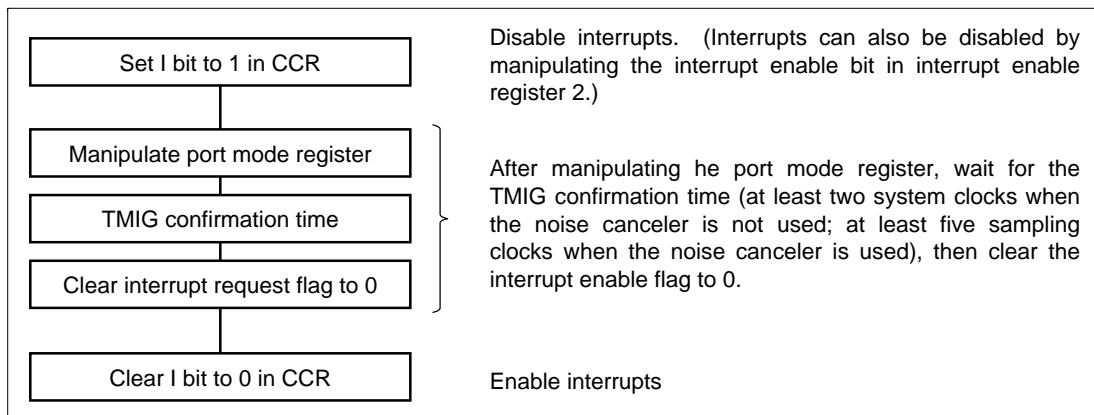 Set I bit to 1 in CCR
Disable interrupts. (Interrupts can also be disabled by
manipulating the interrupt enable bit in interrupt enable
register 2.)
Manipulate port mode register
TMIG confirmation time
Clear interrupt request flag to 0
After manipulating he port mode register, wait for the
TMIG confirmation time (at least two system clocks when
the noise canceler is not used; at least five sampling
clocks when the noise canceler is used), then clear the
interrupt enable flag to 0.
Clear I bit to 0 in CCR
Enable interrupts